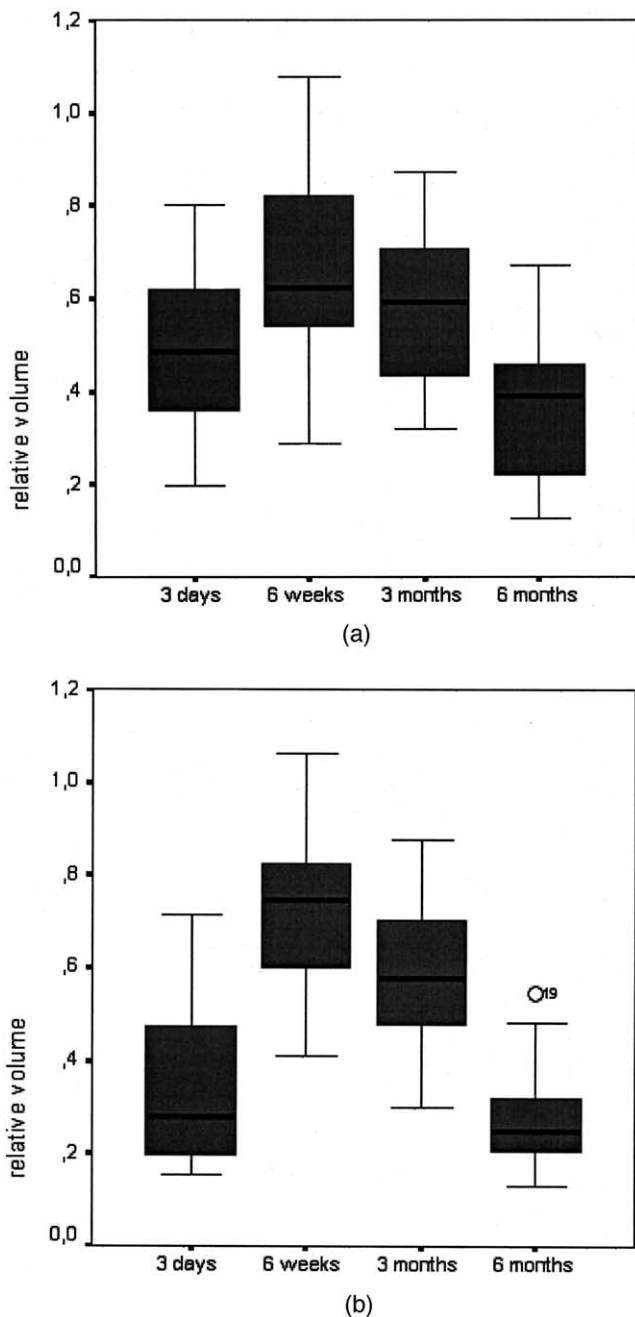 1,2
1,0
,8
,6
,4
,2
0,0
relative volume
3 days 6 weeks 3 months 6 months
(a)
1,2
1,0
,8
,6
,4
,2
0,0
relative volume
19
3 days 6 weeks 3 months 6 months
(b)